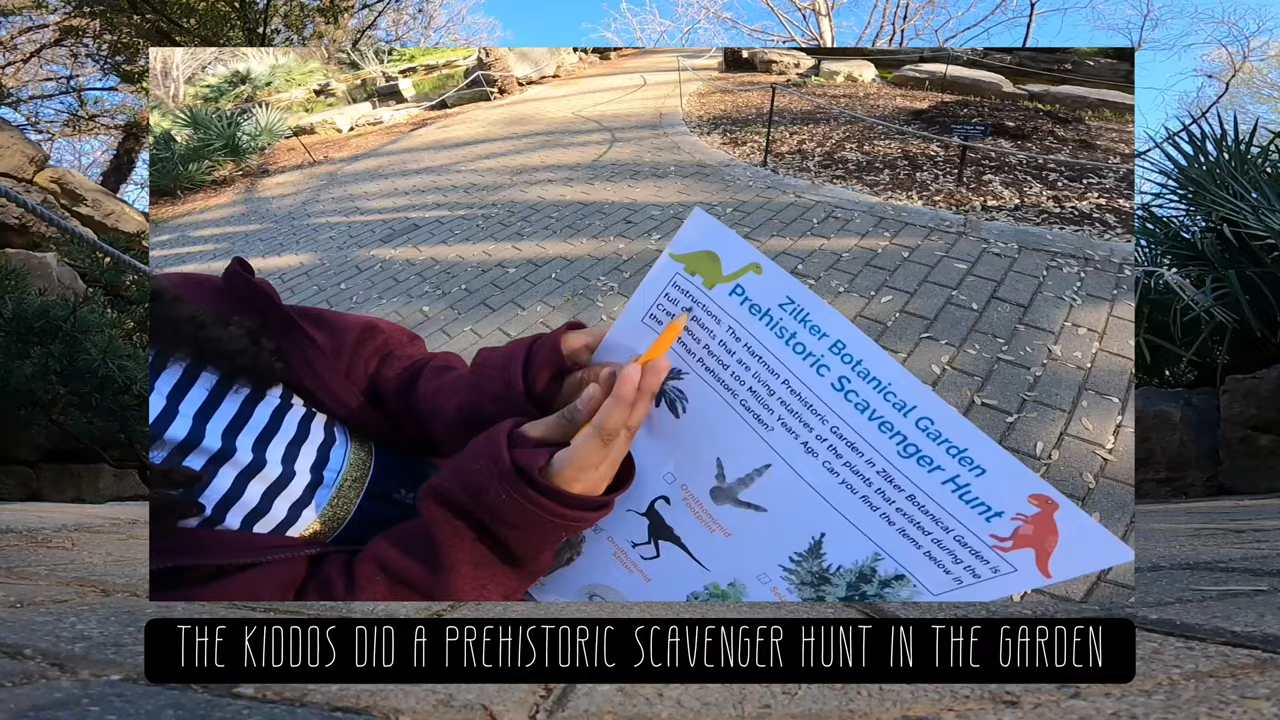 Zilker Botanical Garden
Prehistoric Scavenger Hunt
Instructions: The Hartman Prehistoric Garden in Zilker Botanical Garden is
full of plants that are living relatives of the plants that existed during the
Cretaceous Period 100 Million Years Ago. Can you find the items below in
the Hartman Prehistoric Garden?
Ornithomimid
Footprint
Ornithomimid
Statue
THE KIDDOS DID A PREHISTORIC SCAVENGER HUNT IN THE GARDEN